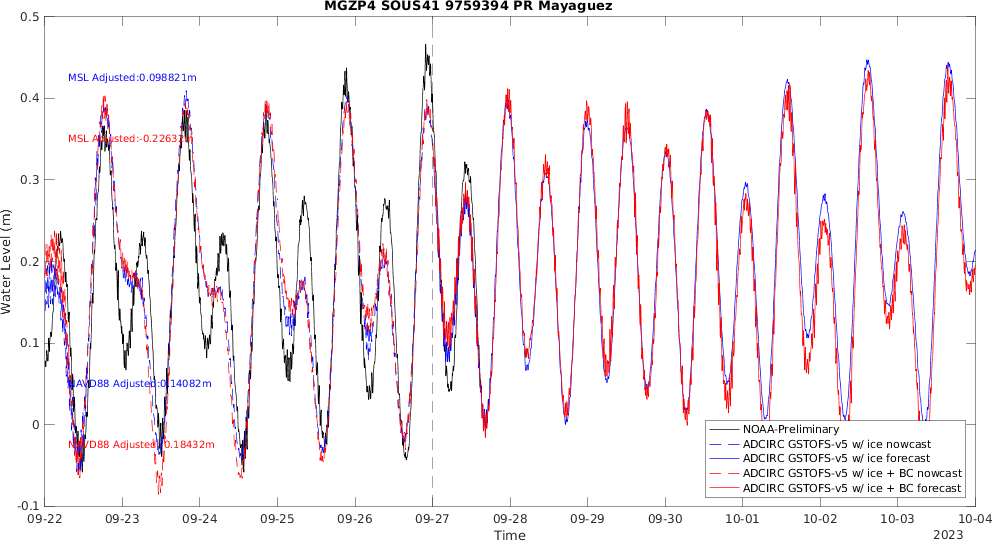 MGZP4 SOUS41 9759394 PR Mayaguez
0.5
0.4
0.3
0.2
0.1
0
-0.1
Water Level (m)
MSL Adjusted:0.098821m
MSL Adjusted:-0.22631m
NAVD88 Adjusted:0.14082m
NAVD88 Adjusted:-0.18432m
NOAA-Preliminary
ADCIRC GSTOFS-v5 w/ ice nowcast
ADCIRC GSTOFS-v5 w/ ice forecast
ADCIRC GSTOFS-v5 w/ ice + BC nowcast
ADCIRC GSTOFS-v5 w/ ice + BC forecast
09-22 09-23 09-24 09-25 09-26 09-27 09-28 09-29 09-30 10-01 10-02 10-03 10-04
Time
2023